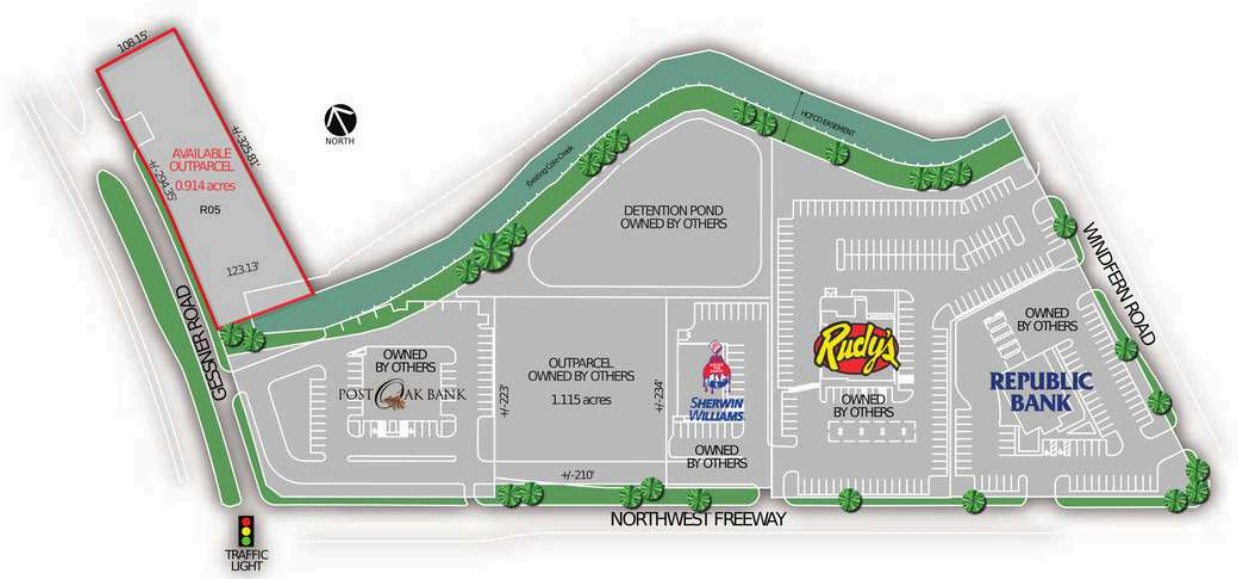 108.15'
+/-325.81'
AVAILABLE
OUTPARCEL
0.914 acres
+/-294.35'
R05
123.13'
NORTH
Existing Cole Creek
HCFCD EASEMENT
DETENTION POND
OWNED BY OTHERS
GESSNER ROAD
WINDFERN ROAD
OWNED
BY OTHERS
POST OAK BANK
+/-223'
OUTPARCEL
OWNED BY OTHERS
1.115 acres
+/-234'
+/-210'
SHERWIN
WILLIAMS
OWNED
BY OTHERS
Rudy's
OWNED
BY OTHERS
OWNED
BY OTHERS
REPUBLIC
BANK
NORTHWEST FREEWAY
TRAFFIC
LIGHT